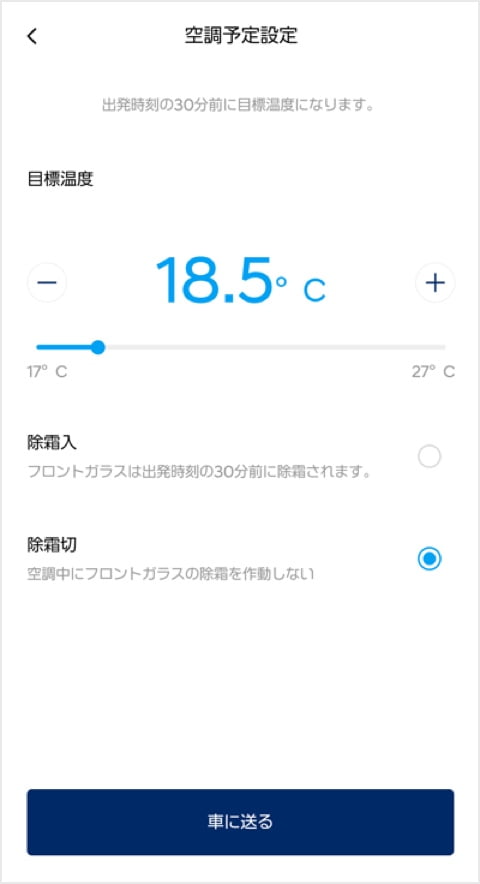 空調予定設定
出発時刻の30分前に目標温度になります。
目標温度
18.5° C
17° C 27° C
除霜入
フロントガラスは出発時刻の30分前に除霜されます。
除霜切
空調中にフロントガラスの除霜を作動しない
車に送る